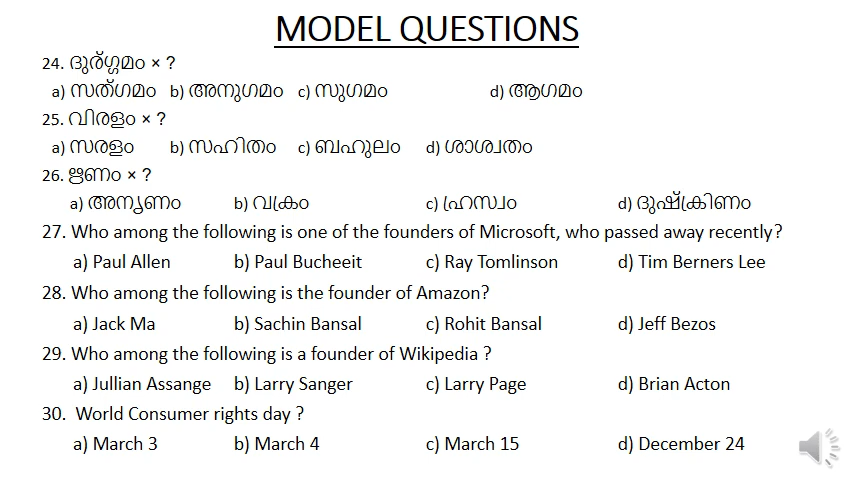 MODEL QUESTIONS
24. ദുര്ഗ്ഗമം × ?
a) സത്ഗമം b) അനുഗമം c) സുഗമം d) ആഗമം
25. വിരളം × ?
a) സരളം b) സഹിതം c) ബഹുലം d) ശാശ്വതം
26. ഋണം × ?
a) അനൃണം b) വക്രം c) ഹ്രസ്വം d) ദുഷ്ക്രിണം
27. Who among the following is one of the founders of Microsoft, who passed away recently?
a) Paul Allen b) Paul Bucheeit c) Ray Tomlinson d) Tim Berners Lee
28. Who among the following is the founder of Amazon?
a) Jack Ma b) Sachin Bansal c) Rohit Bansal d) Jeff Bezos
29. Who among the following is a founder of Wikipedia ?
a) Jullian Assange b) Larry Sanger c) Larry Page d) Brian Acton
30. World Consumer rights day ?
a) March 3 b) March 4 c) March 15 d) December 24